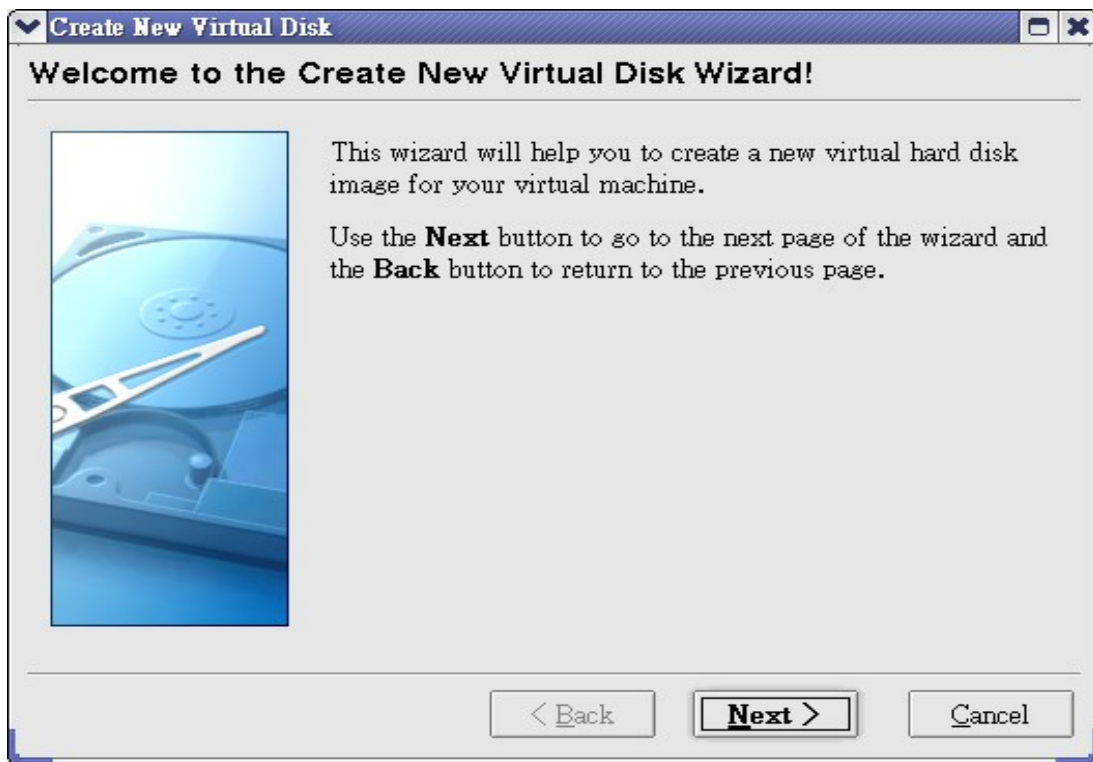 Create New Virtual Disk
Welcome to the Create New Virtual Disk Wizard!
This wizard will help you to create a new virtual hard disk
image for your virtual machine.
Use the Next button to go to the next page of the wizard and
the Back button to return to the previous page.
< Back
Next >
Cancel